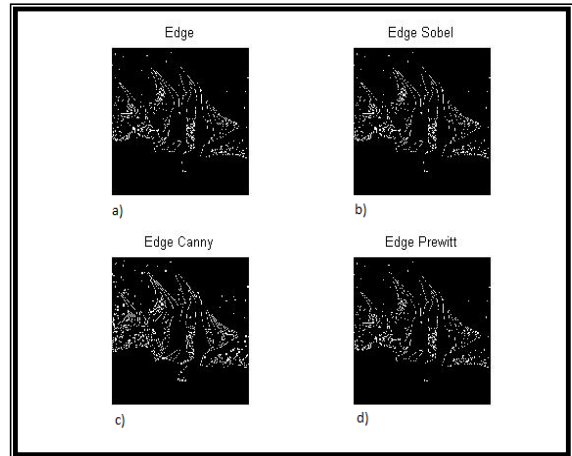 Edge
Edge Sobel
a)
b)
Edge Canny
Edge Prewitt
c)
d)